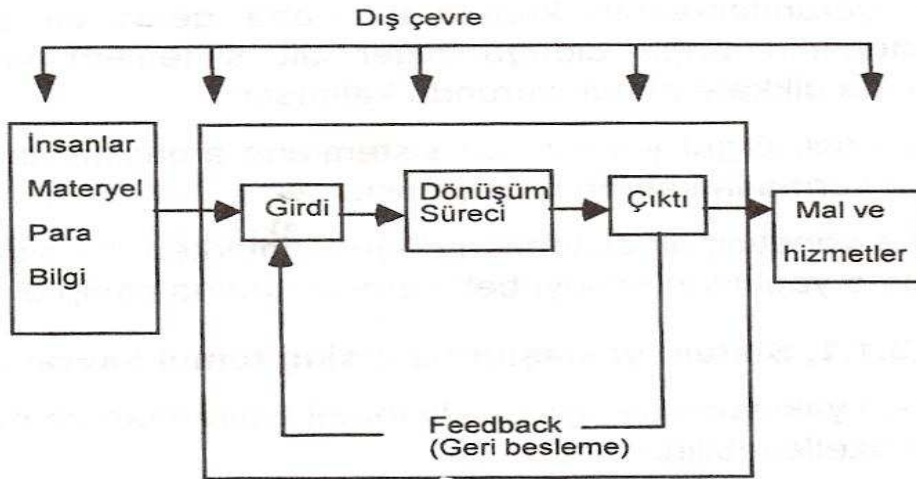 Dış çevre
İnsanlar
Materyel
Para
Bilgi
Girdi
Dönüşüm
Süreci
Çıktı
Mal ve
hizmetler
Feedback
(Geri besleme)